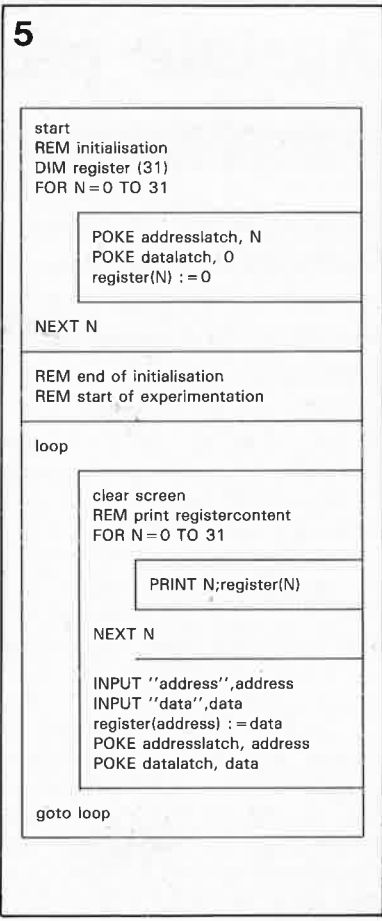 5
start
REM initialisation
DIM register (31)
FOR N=0 TO 31
POKE addresslatch, N
POKE datalatch, 0
register(N) :=0
NEXT N
REM end of initialisation
REM start of experimentation
loop
clear screen
REM print registercontent
FOR N=0 TO 31
PRINT N;register(N)
NEXT N
INPUT ''address'',address
INPUT ''data'',data
register(address) :=data
POKE addresslatch, address
POKE datalatch, data
goto loop